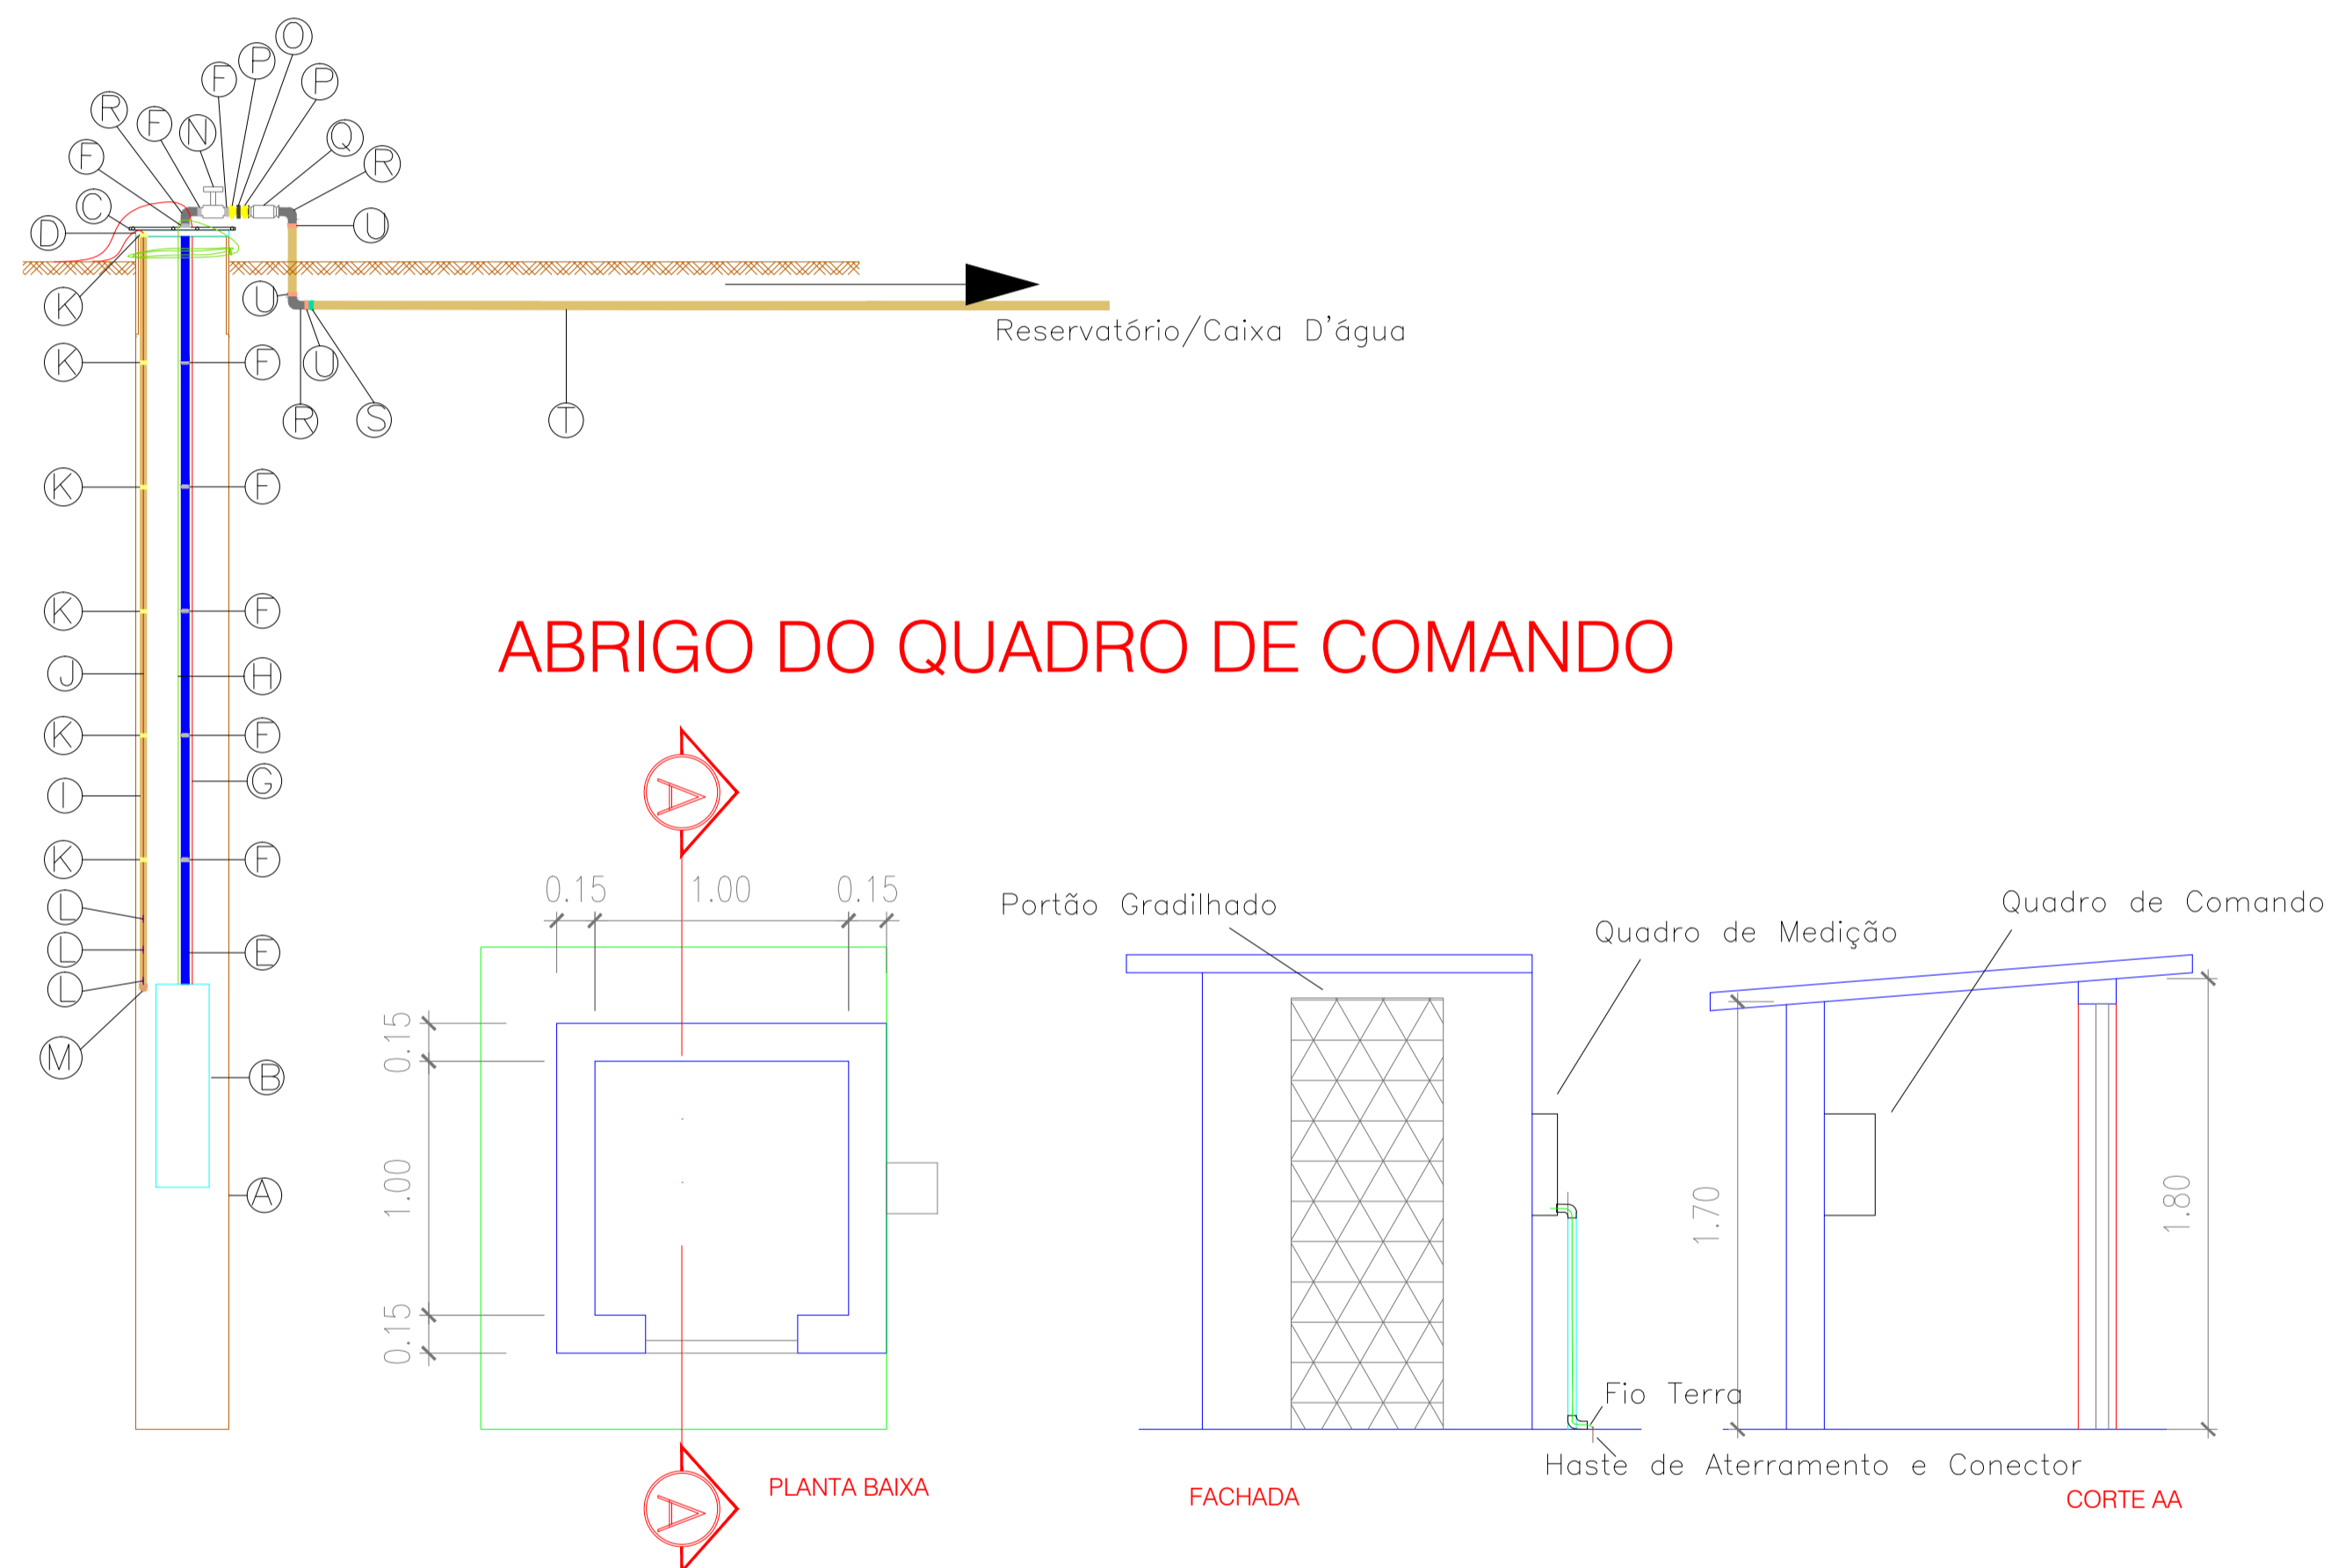 O
P
F
P
R
F
N
Q
F
R
C
D
U
K
U
Reservatório/Caixa D'água
K
F
U
R
S
T
K
F
K
F
ABRIGO DO QUADRO DE COMANDO
J
H
K
F
G
I
A
K
F
0.15 1.00 0.15
Portão Gradilhado
Quadro de Comando
L
Quadro de Medição
L
E
L
0.15
M
B
1.00
A
1.70
1.80
0.15
Fio Terra
Haste de Aterramento e Conector
PLANTA BAIXA
FACHADA
CORTE AA
A